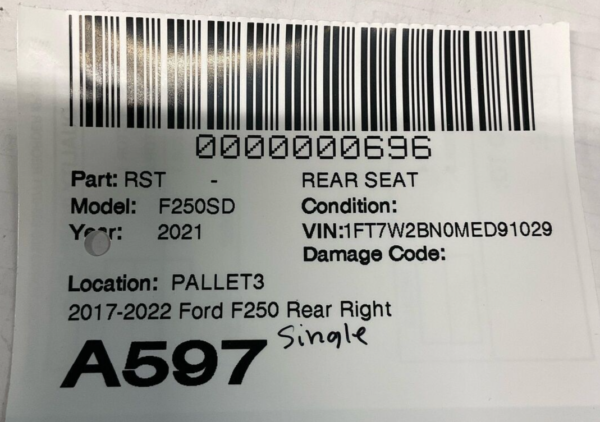 0000000696
Part: RST - REAR SEAT
Model: F250SD Condition:
Year: 2021 VIN:1FT7W2BN0MED91029
Damage Code:
Location: PALLET3
2017-2022 Ford F250 Rear Right
A597 Single